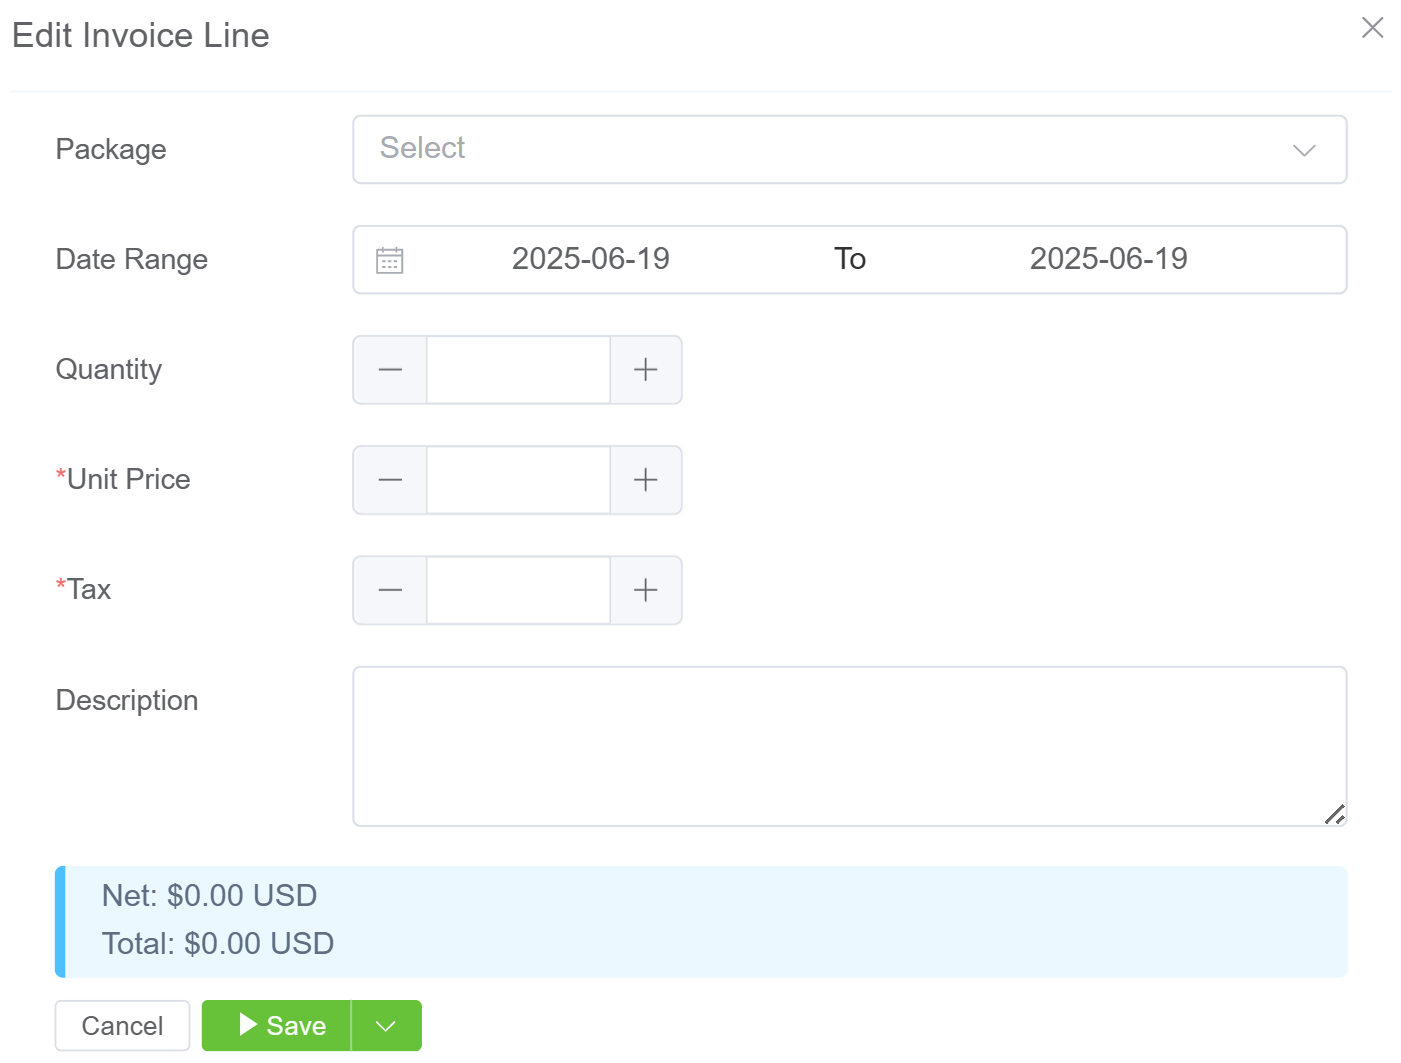 Edit Invoice Line
Package
Select
Date Range
2025-06-19 To 2025-06-19
Quantity
*Unit Price
*Tax
Description
Net: $0.00 USD
Total: $0.00 USD
Cancel
Save